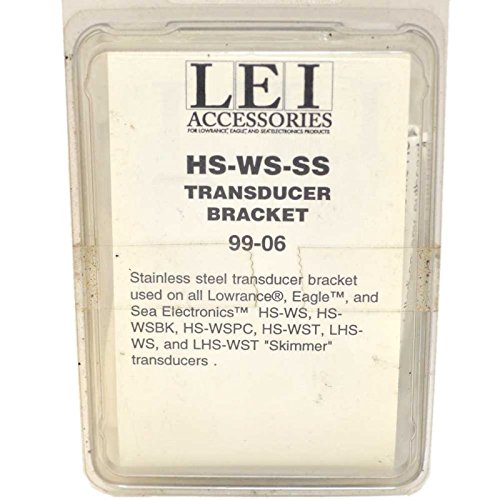 LEI
ACCESSORIES
FOR LOWRANCE, EAGLE, AND SEA ELECTRONICS PRODUCTS
HS-WS-SS
TRANSDUCER
BRACKET
99-06
Stainless steel transducer bracket
used on all Lowrance®, Eagle™, and
Sea Electronics™ HS-WS, HS-
WSBK, HS-WSPC, HS-WST, LHS-
WS, and LHS-WST "Skimmer"
transducers .